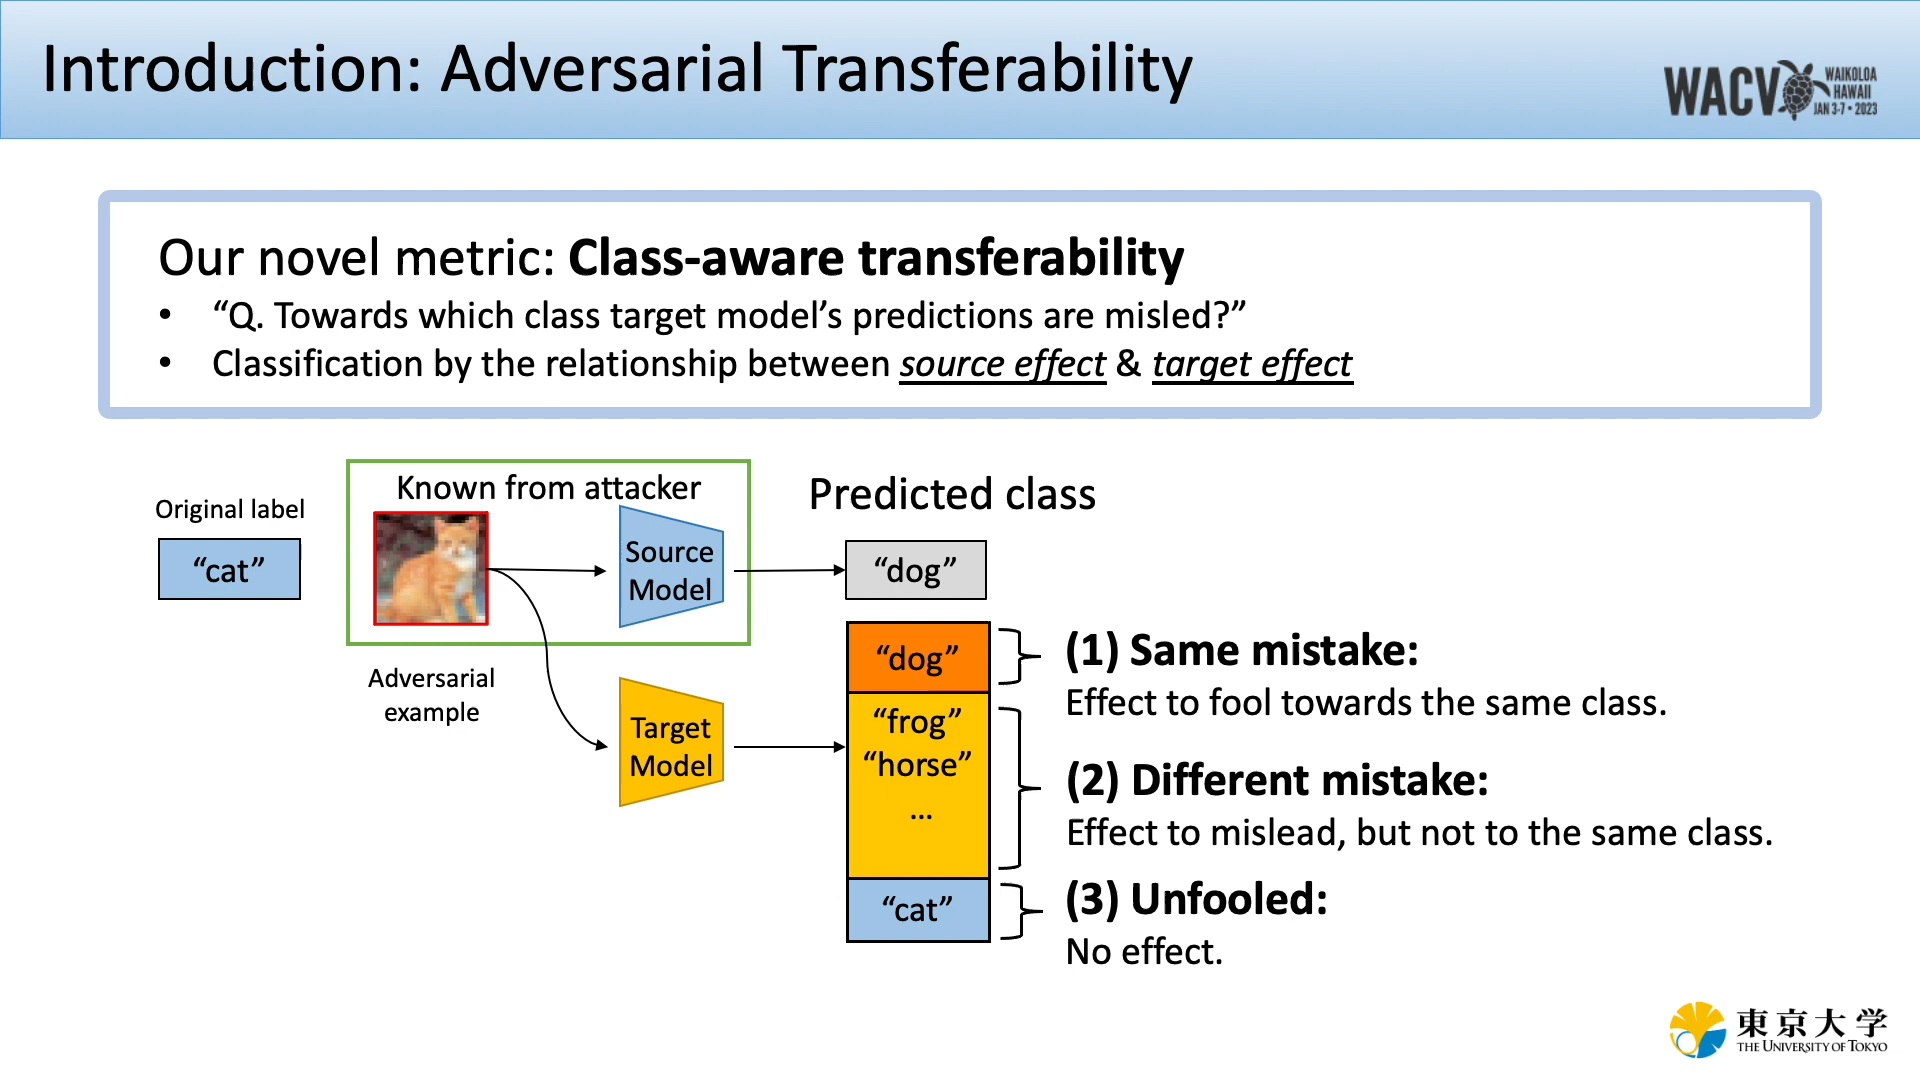 Introduction: Adversarial Transferability
WACV
WAIKOLOA
HAWAII
JAN 3-7 • 2023
Our novel metric: Class-aware transferability
• “Q. Towards which class target model’s predictions are misled?”
• Classification by the relationship between source effect & target effect
Original label
“cat”
Known from attacker
Source
Model
Adversarial
example
Target
Model
Predicted class
“dog”
“dog”
“frog”
“horse”
...
“cat”
(1) Same mistake:
Effect to fool towards the same class.
(2) Different mistake:
Effect to mislead, but not to the same class.
(3) Unfooled:
No effect.
東京大学
THE UNIVERSITY OF TOKYO